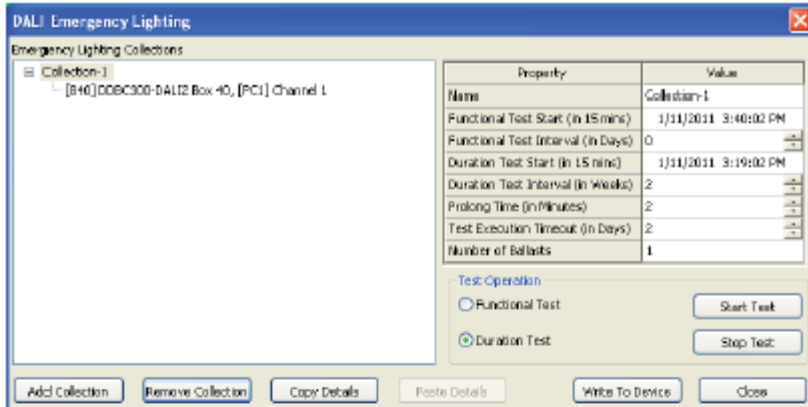 DALI Emergency Lighting
Emergency Lighting Collections
Collection-1
[B40] DDBC300-DALI2 Box 40, [PC1] Channel 1
Property Value
Name Collection-1
Functional Test Start (in 15 mins) 1/11/2011 3:40:02 PM
Functional Test Interval (in Days) 0
Duration Test Start (in 15 mins) 1/11/2011 3:19:02 PM
Duration Test Interval (in Weeks) 2
Prolong Time (in Minutes) 2
Test Execution Timeout (in Days) 2
Number of Ballasts 1
Test Operation
Functional Test Start Test
Duration Test Stop Test
Add Collection Remove Collection Copy Details Paste Details Write To Device Close